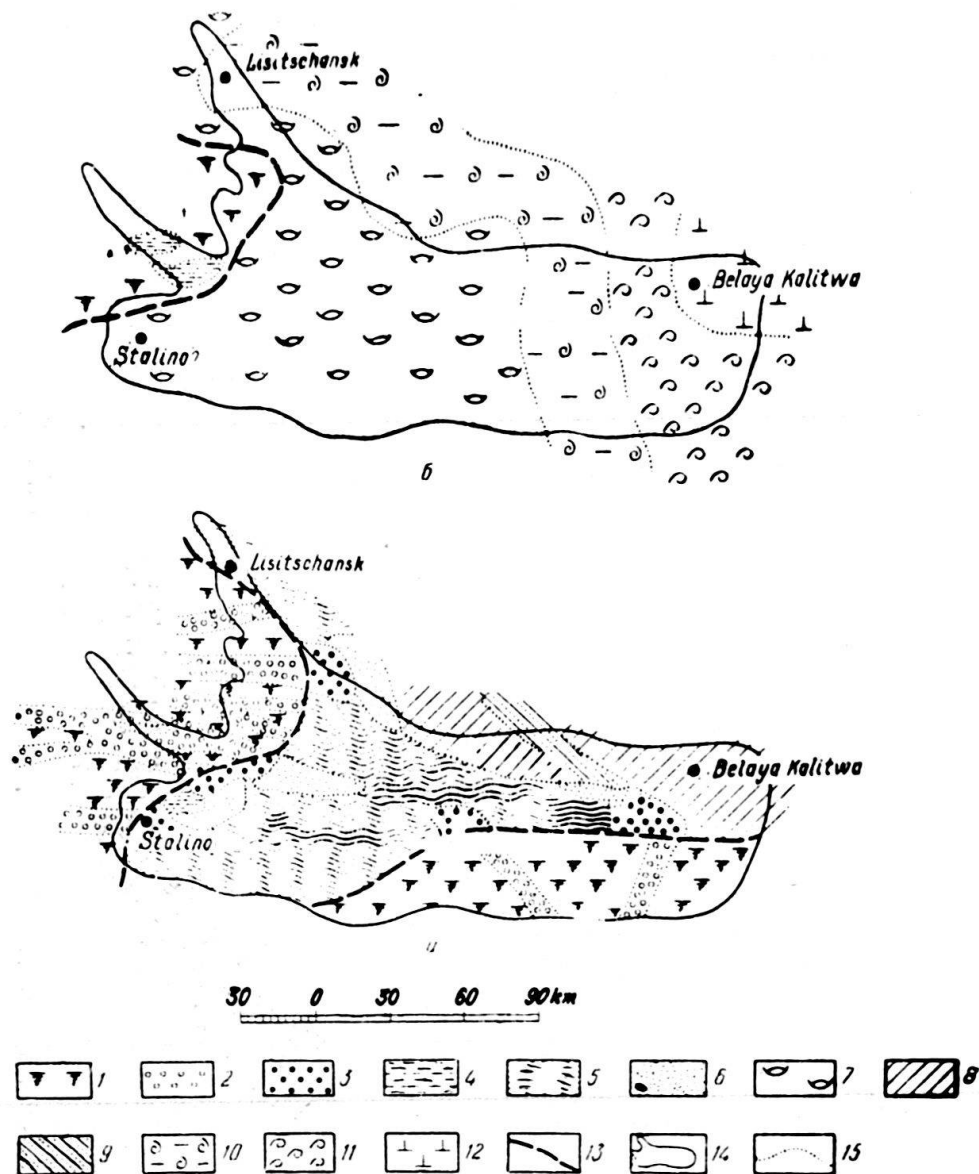 Lisitschansk
Belaya Kalitwa
Stalino
б
Lisitschansk
Belaya Kalitwa
Stalino
30 0 30 60 90 km
1 2 3 4 5 6 7 8
9 10 11 12 13 14 15